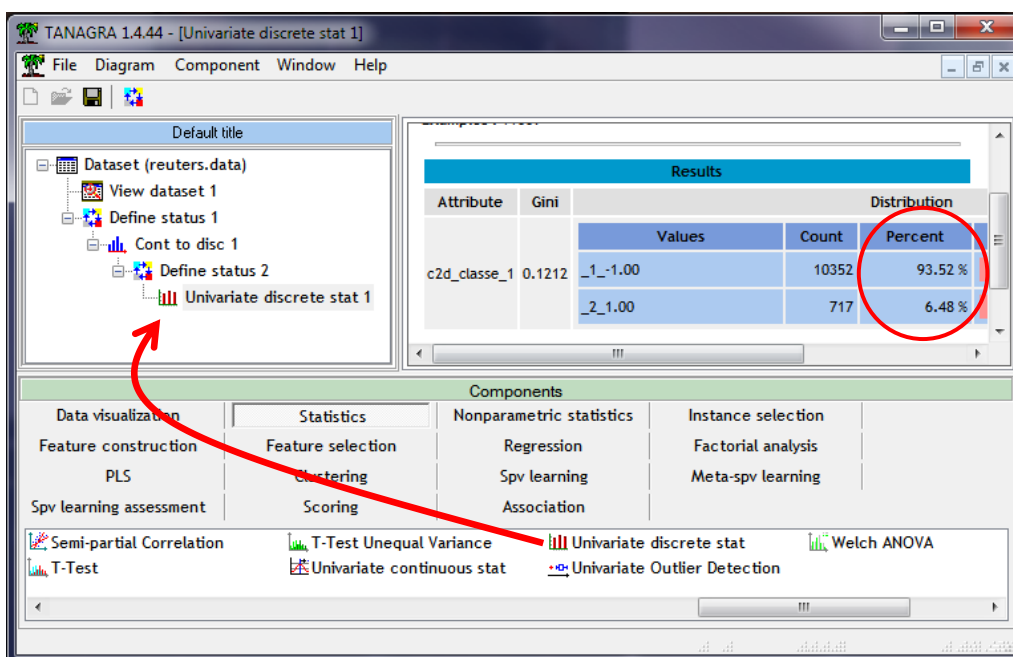 TANAGRA 1.4.44 - [Univariate discrete stat 1]
File Diagram Component Window Help
Default title
Dataset (reuters.data)
View dataset 1
Define status 1
Cont to disc 1
Define status 2
Univariate discrete stat 1
Results
Attribute Gini Distribution
Values Count Percent
c2d_classe_1 0.1212 _1_-1.00 10352 93.52 %
_2_1.00 717 6.48 %
Components
Data visualization Statistics Nonparametric statistics Instance selection
Feature construction Feature selection Regression Factorial analysis
PLS Clustering Spv learning Meta-spv learning
Spv learning assessment Scoring Association
Semi-partial Correlation T-Test Unequal Variance Univariate discrete stat Welch ANOVA
T-Test Univariate continuous stat Univariate Outlier Detection